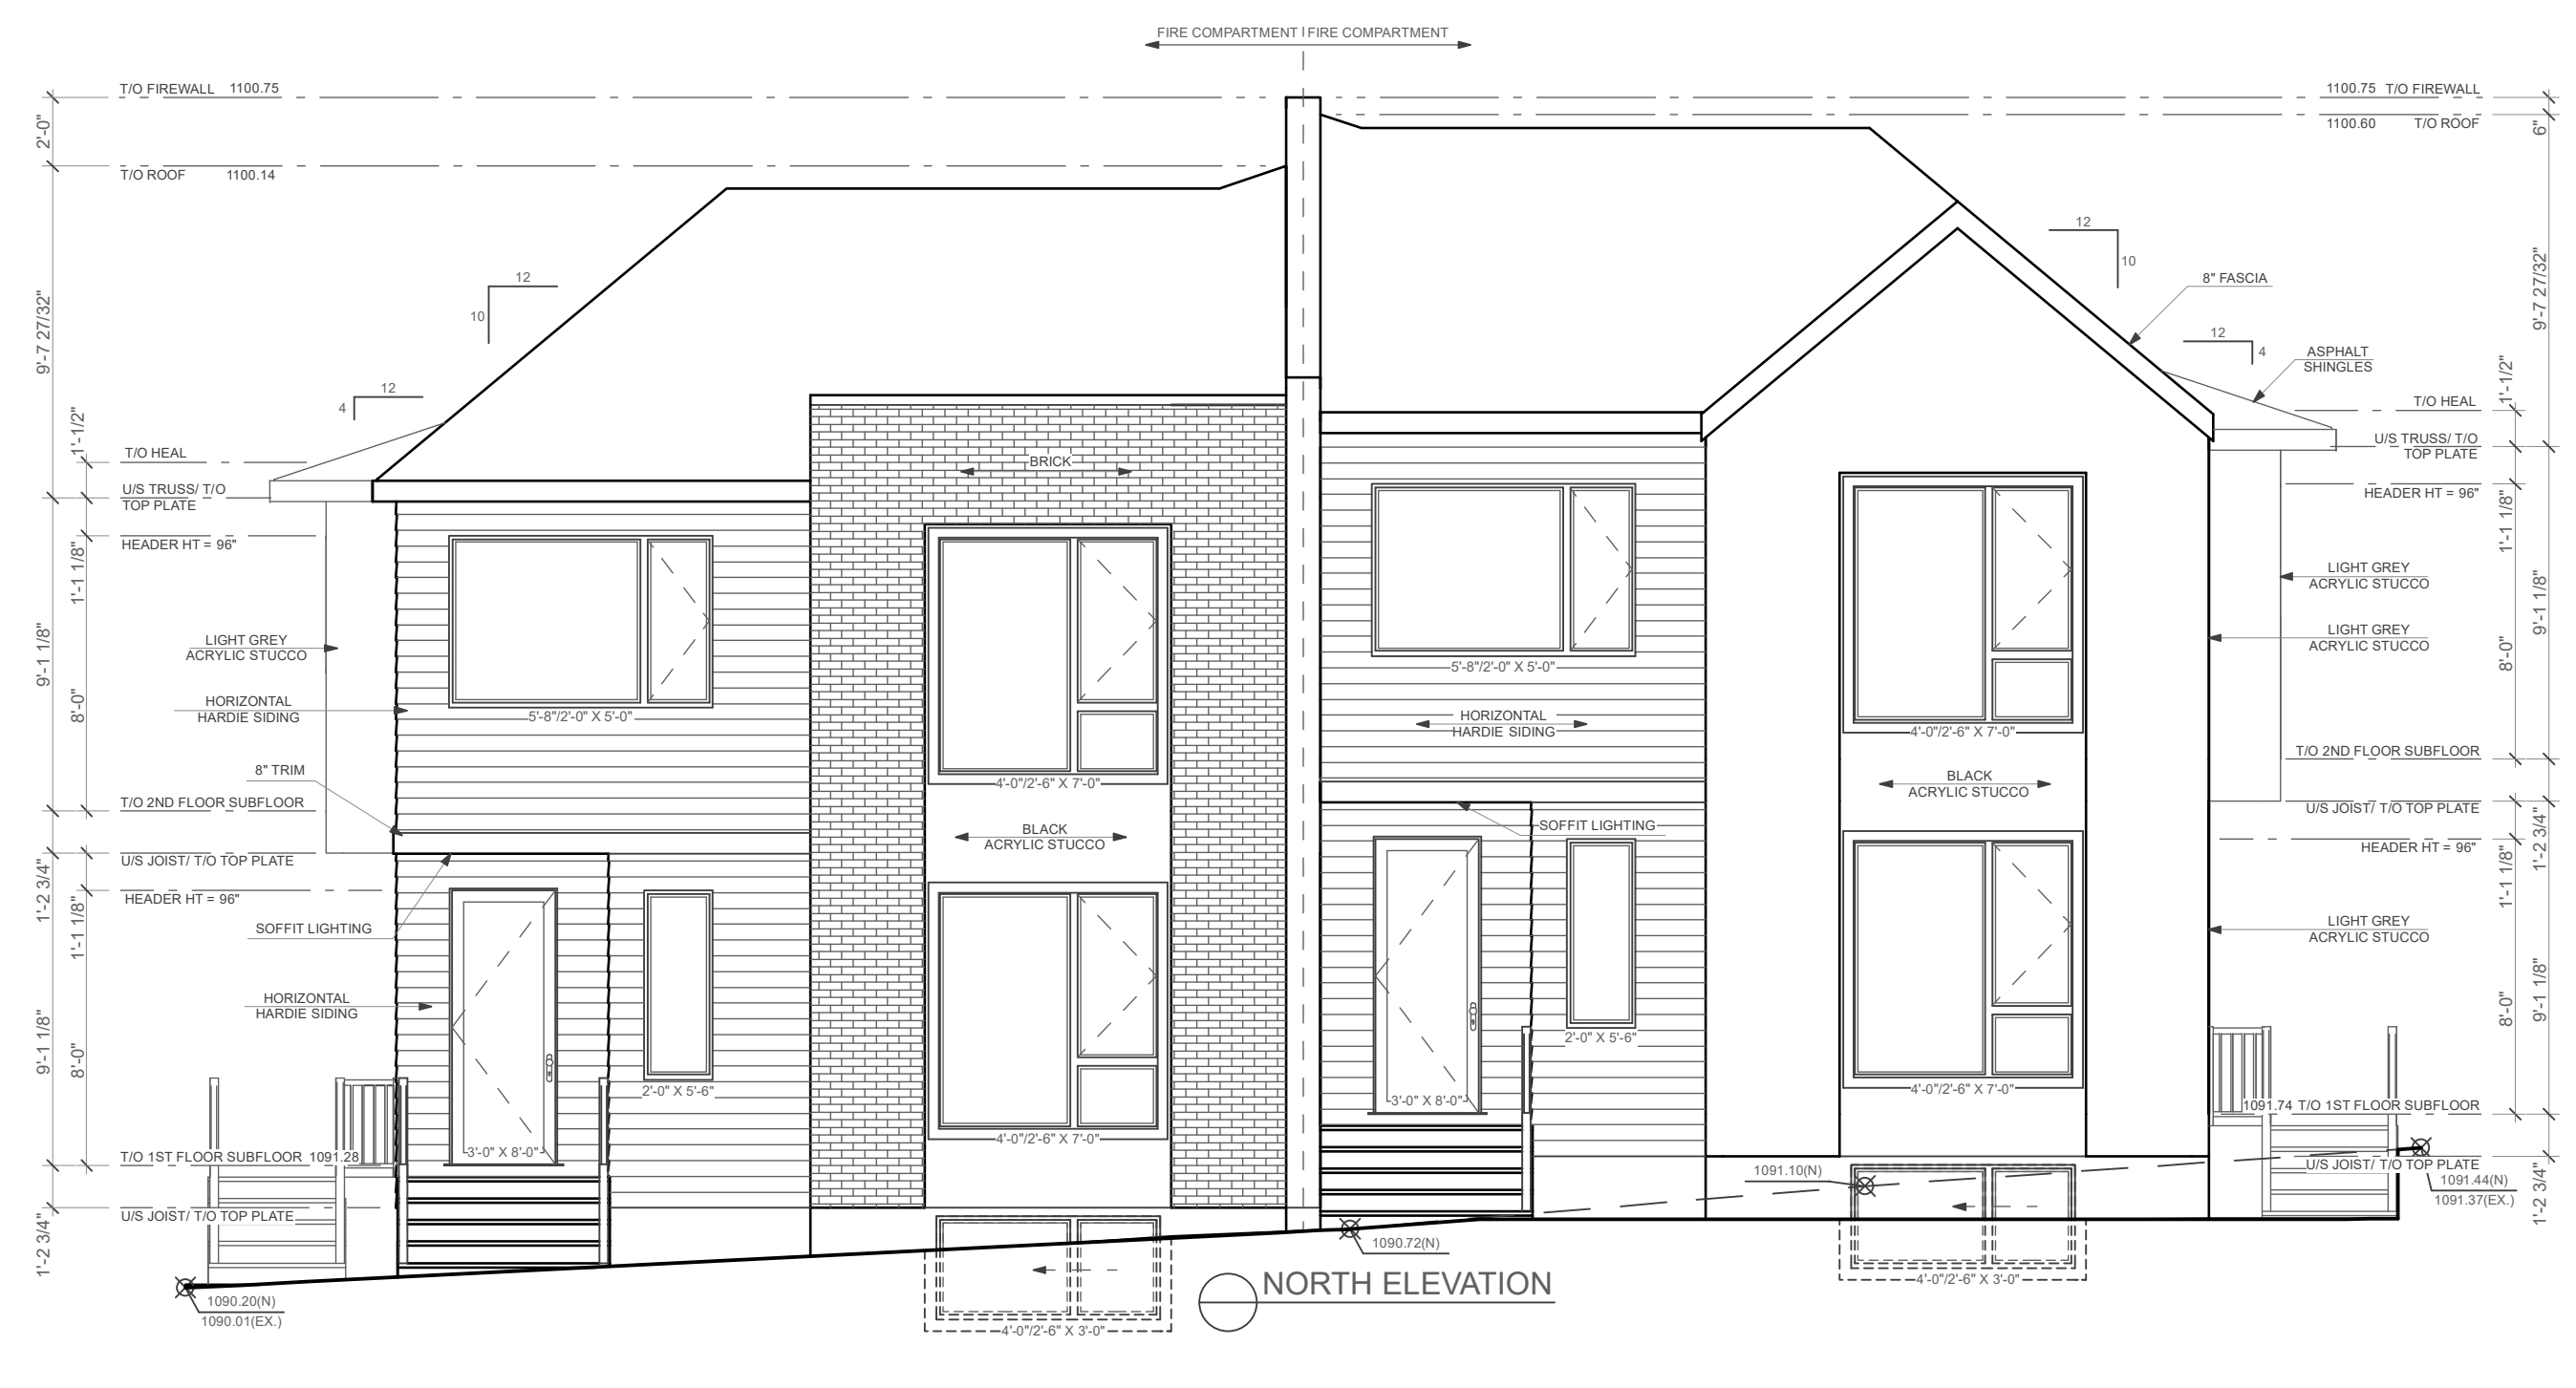 FIRE COMPARTMENT FIRE COMPARTMENT
T/O FIREWALL 1100.75
1100.75 T/O FIREWALL
1100.60 T/O ROOF
2'-0"
6"
T/O ROOF 1100.14
12
10
12
10
8" FASCIA
9'-7 27/32"
9'-7 27/32"
12
4
ASPHALT
SHINGLES
12
4
1'-1/2"
1'-1/2"
T/O HEAL
T/O HEAL
U/S TRUSS/ T/O
TOP PLATE
U/S TRUSS/ T/O
TOP PLATE
BRICK
HEADER HT = 96"
HEADER HT = 96"
1'-1 1/8"
1'-1 1/8"
LIGHT GREY
ACRYLIC STUCCO
LIGHT GREY
ACRYLIC STUCCO
LIGHT GREY
ACRYLIC STUCCO
9'-1 1/8"
8'-0"
8'-0"
9'-1 1/8"
HORIZONTAL
HARDIE SIDING
5'-8"/2'-0" X 5'-0"
5'-8"/2'-0" X 5'-0"
HORIZONTAL
HARDIE SIDING
4'-0"/2'-6" X 7'-0"
T/O 2ND FLOOR SUBFLOOR
8" TRIM
4'-0"/2'-6" X 7'-0"
BLACK
ACRYLIC STUCCO
T/O 2ND FLOOR SUBFLOOR
U/S JOIST/ T/O TOP PLATE
BLACK
ACRYLIC STUCCO
SOFFIT LIGHTING
HEADER HT = 96"
U/S JOIST/ T/O TOP PLATE
1'-2 3/4"
1'-2 3/4"
HEADER HT = 96"
1'-1 1/8"
1'-1 1/8"
SOFFIT LIGHTING
LIGHT GREY
ACRYLIC STUCCO
HORIZONTAL
HARDIE SIDING
9'-1 1/8"
8'-0"
8'-0"
9'-1 1/8"
2'-0" X 5'-6"
2'-0" X 5'-6"
3'-0" X 8'-0"
4'-0"/2'-6" X 7'-0"
1091.74 T/O 1ST FLOOR SUBFLOOR
4'-0"/2'-6" X 7'-0"
3'-0" X 8'-0"
T/O 1ST FLOOR SUBFLOOR 1091.28
1091.10(N)
U/S JOIST/ T/O TOP PLATE
1091.44(N)
1091.37(EX.)
U/S JOIST/ T/O TOP PLATE
1'-2 3/4"
1'-2 3/4"
1090.72(N)
4'-0"/2'-6" X 3'-0"
NORTH ELEVATION
1090.20(N)
1090.01(EX.)
4'-0"/2'-6" X 3'-0"